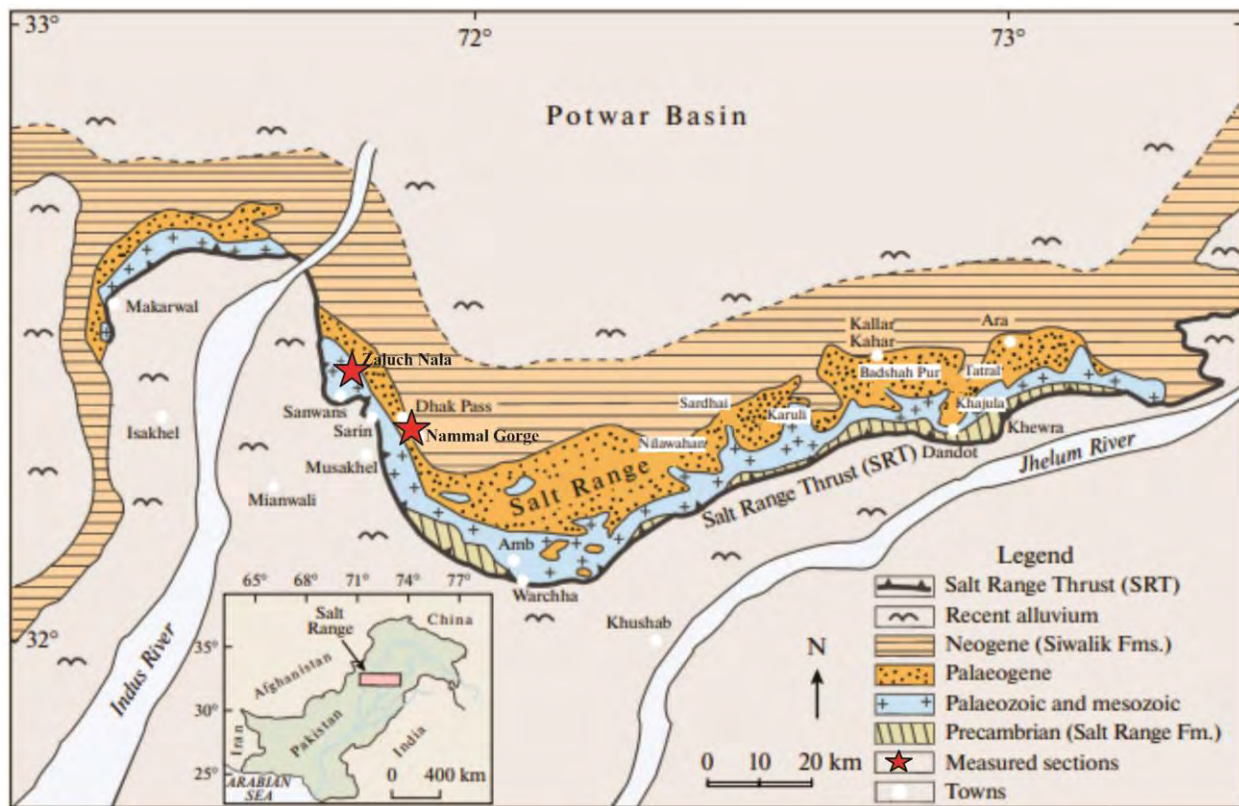 33°
72°
73°
Potwar Basin
Makarwal
Kallar
Kahar
Ara
Zaluch Nala
Badshah Pur
Tatral
Sanwans
Dhak Pass
Sardhai
Karuli
Khajula
Isakhel
Sarin
Nammal Gorge
Nilawahan
Khewra
Musakhel
Dandot
Mianwali
Salt Range
Salt Range Thrust (SRT)
Jhelum River
Amb
Warchha
Khushab
32°
Indus River
65°
68°
71°
74°
77°
Salt
Range
China
35°
Afghanistan
30°
Pakistan
India
Iran
25°
0 400 km
ARABIAN
SEA
N
0 10 20 km
Legend
Salt Range Thrust (SRT)
Recent alluvium
Neogene (Siwalik Fms.)
Palaeogene
Palaeozoic and mesozoic
Precambrian (Salt Range Fm.)
Measured sections
Towns